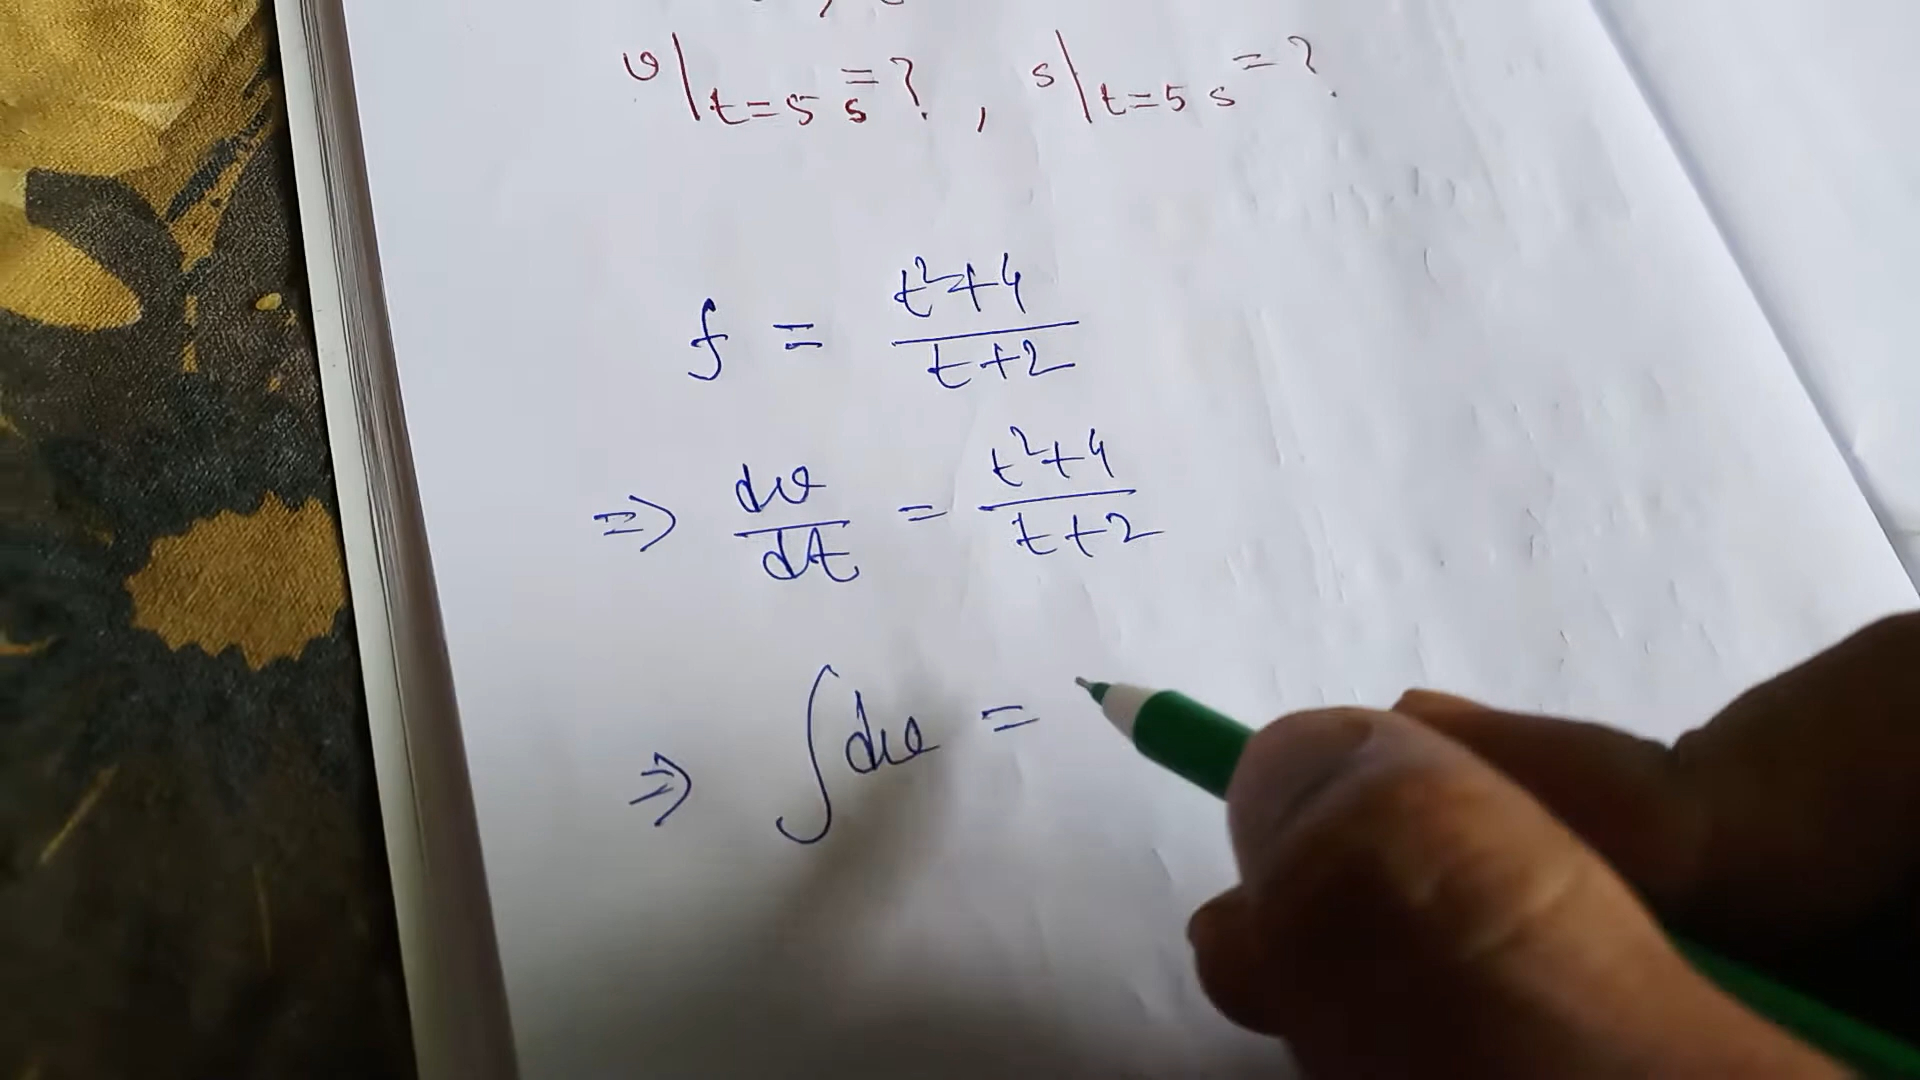 v|t=5 s = ? , s|t=5 s = ?
f = t²+4 / t+2
⇒ dv/dt = t²+4 / t+2
⇒ ∫dv =